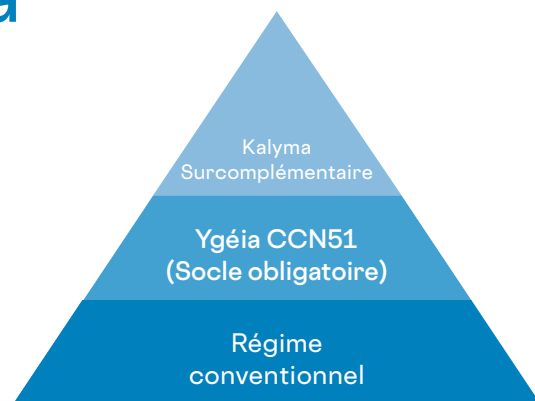 a
Kalyma
Surcomplémentaire
Ygéia CCN51
(Socle obligatoire)
Régime
conventionnel